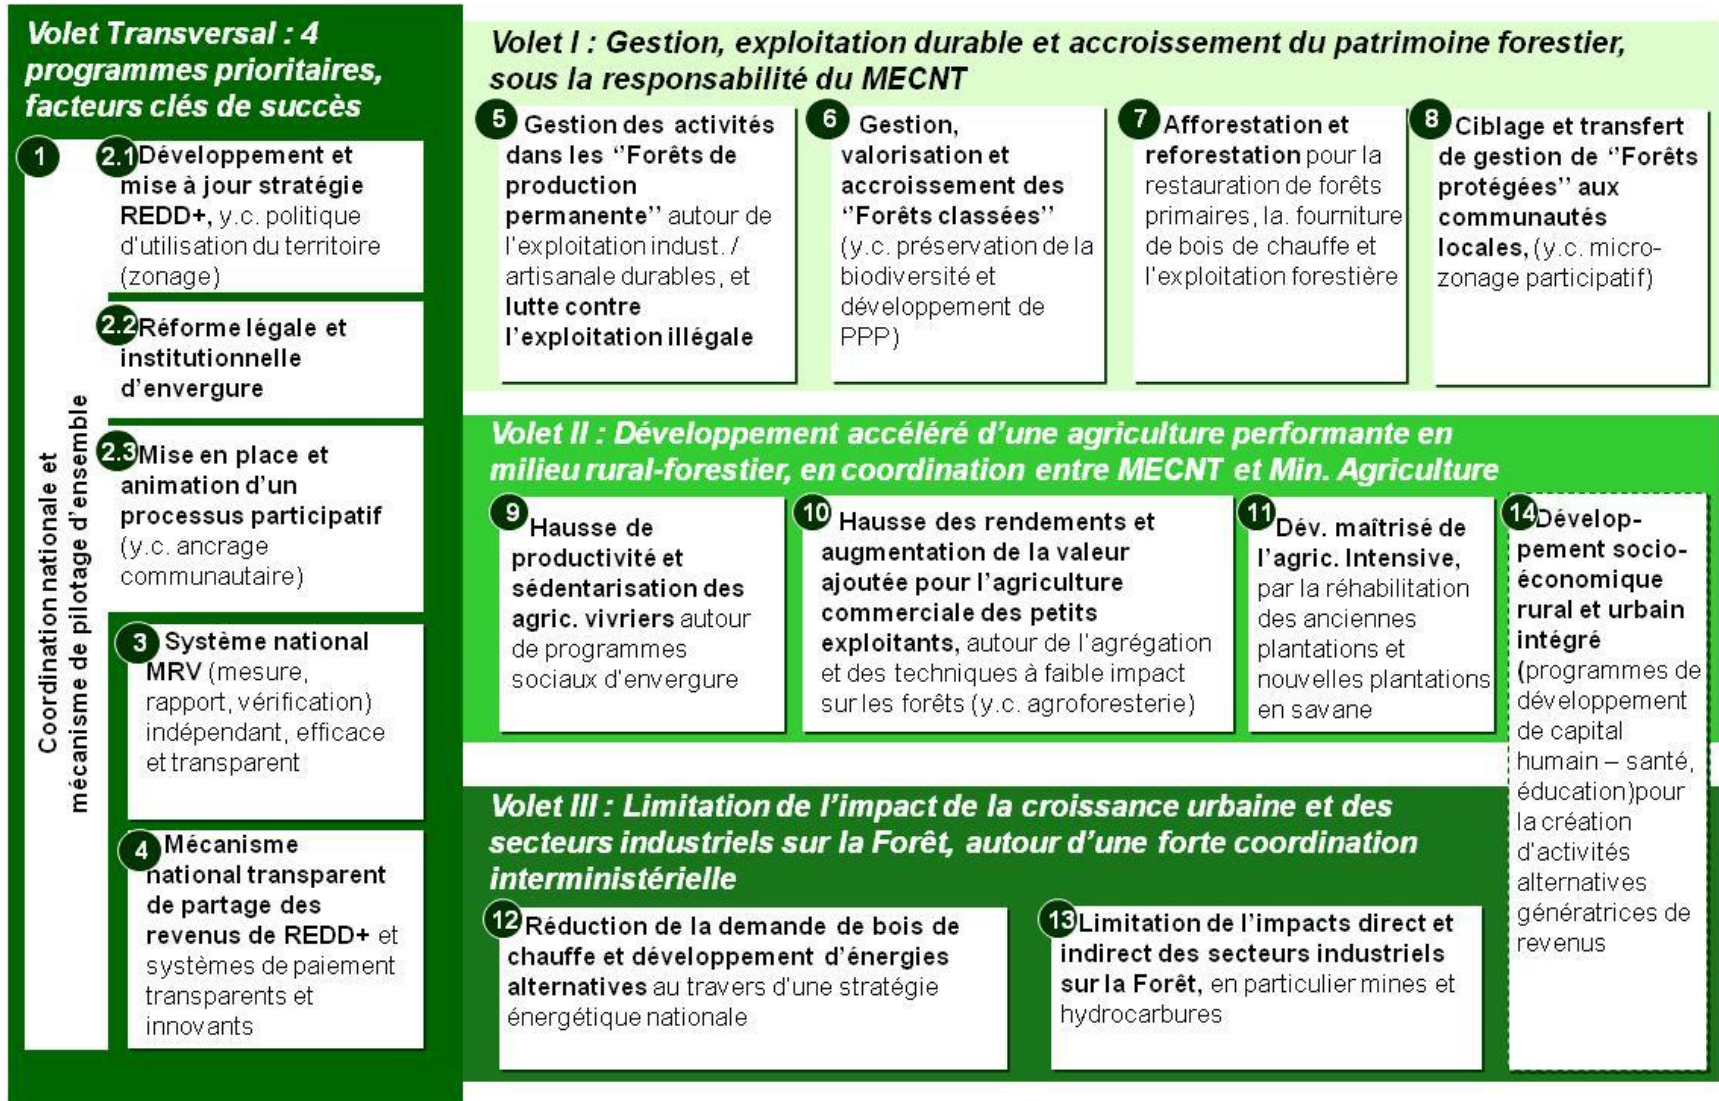 Volet Transversal : 4
programmes prioritaires,
facteurs clés de succès
1
Coordination nationale et
mécanisme de pilotage d'ensemble
2.1 Développement et
mise à jour stratégie
REDD+, y.c. politique
d'utilisation du territoire
(zonage)
2.2 Réforme légale et
institutionnelle
d'envergure
2.3 Mise en place et
animation d'un
processus participatif
(y.c. ancrage
communautaire)
3 Système national
MRV (mesure,
rapport, vérification)
indépendant, efficace
et transparent
4 Mécanisme
national transparent
de partage des
revenus de REDD+ et
systèmes de paiement
transparents et
innovants
Volet I : Gestion, exploitation durable et accroissement du patrimoine forestier,
sous la responsabilité du MECNT
5 Gestion des activités
dans les ‘’Forêts de
production
permanente’’ autour de
l'exploitation indust. /
artisanale durables, et
lutte contre
l'exploitation illégale
6 Gestion,
valorisation et
accroissement des
‘’Forêts classées’’
(y.c. préservation de la
biodiversité et
développement de
PPP)
7 Afforestation et
reforestation pour la
restauration de forêts
primaires, la. fourniture
de bois de chauffe et
l'exploitation forestière
8 Ciblage et transfert
de gestion de ‘’Forêts
protégées’’ aux
communautés
locales, (y.c. micro-
zonage participatif)
Volet II : Développement accéléré d'une agriculture performante en
milieu rural-forestier, en coordination entre MECNT et Min. Agriculture
9 Hausse de
productivité et
sédentarisation des
agric. vivriers autour
de programmes
sociaux d'envergure
10 Hausse des rendements et
augmentation de la valeur
ajoutée pour l'agriculture
commerciale des petits
exploitants, autour de l'agrégation
et des techniques à faible impact
sur les forêts (y.c. agroforesterie)
11 Dév. maîtrisé de
l'agric. Intensive,
par la réhabilitation
des anciennes
plantations et
nouvelles plantations
en savane
14 Dévelop-
pement socio-
économique
rural et urbain
intégré
(programmes de
développement
de capital
humain – santé,
éducation)pour
la création
d'activités
alternatives
génératrices de
revenus
Volet III : Limitation de l'impact de la croissance urbaine et des
secteurs industriels sur la Forêt, autour d'une forte coordination
interministérielle
12 Réduction de la demande de bois de
chauffe et développement d'énergies
alternatives au travers d'une stratégie
énergétique nationale
13 Limitation de l'impacts direct et
indirect des secteurs industriels
sur la Forêt, en particulier mines et
hydrocarbures